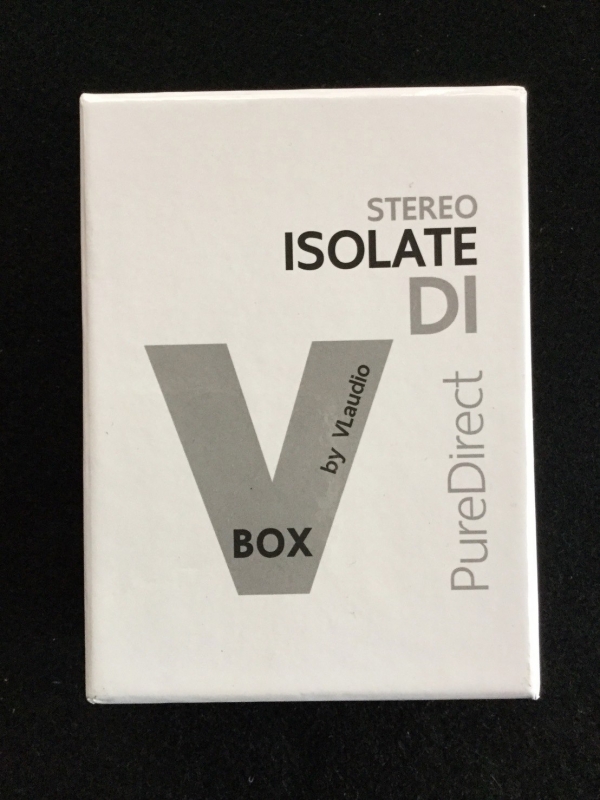 STEREO
ISOLATE
DI
PureDirect
V
by VLaudio
BOX